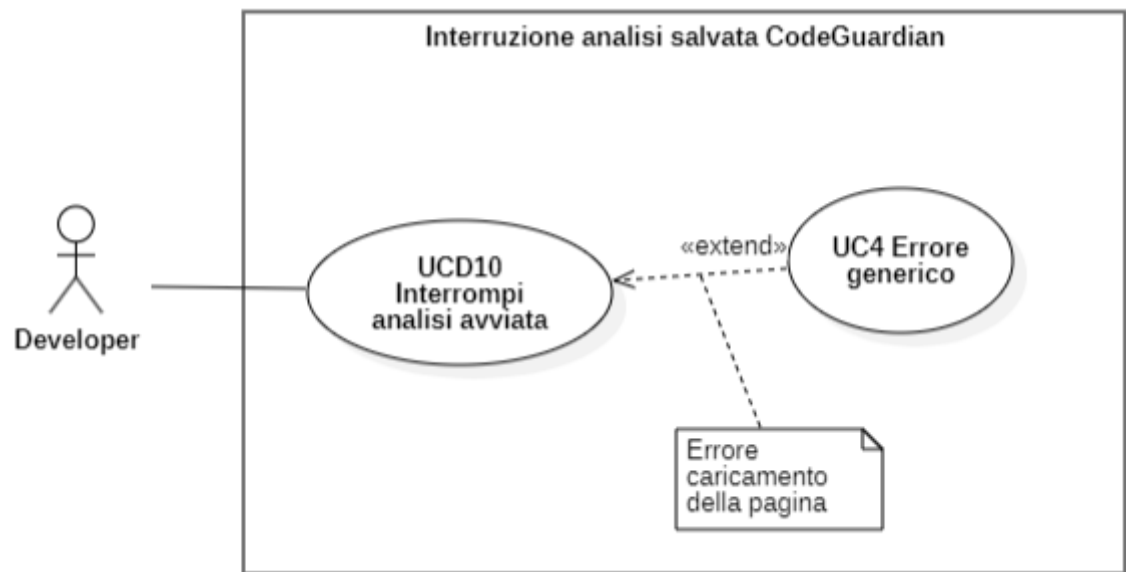 Interruzione analisi salvata CodeGuardian
Developer
UCD10
Interrompi
analisi avviata
«extend»
UC4 Errore
generico
Errore
caricamento
della pagina